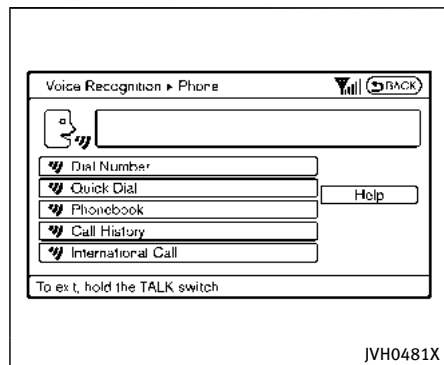 Voice Recognition ▸ Phone BACK
Dial Number
Quick Dial
Help
Phonebook
Call History
International Call
To exit, hold the TALK switch
JVH0481X